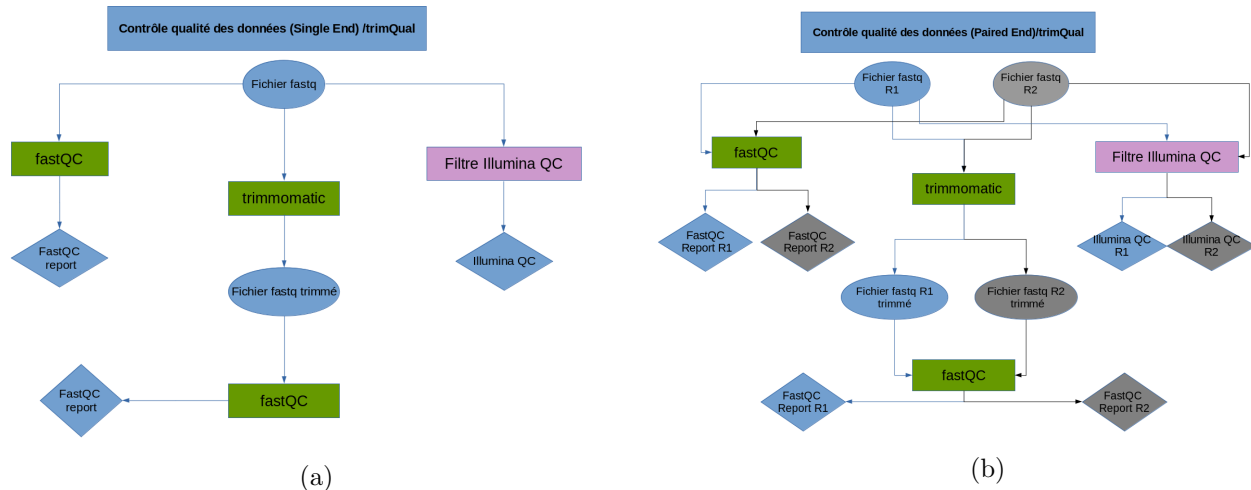 Contrôle qualité des données (Single End) /trimQual
Fichier fastq
fastQC
Filtre Illumina QC
trimmomatic
FastQC
report
Illumina QC
Fichier fastq trimmé
FastQC
report
fastQC
(a)
Contrôle qualité des données (Paired End)/trimQual
Fichier fastq
R1
Fichier fastq
R2
fastQC
Filtre Illumina QC
trimmomatic
FastQC
Report R1
FastQC
Report R2
Illumina QC
R1
Illumina QC
R2
Fichier fastq R1
trimmé
Fichier fastq R2
trimmé
fastQC
FastQC
Report R1
FastQC
Report R2
(b)